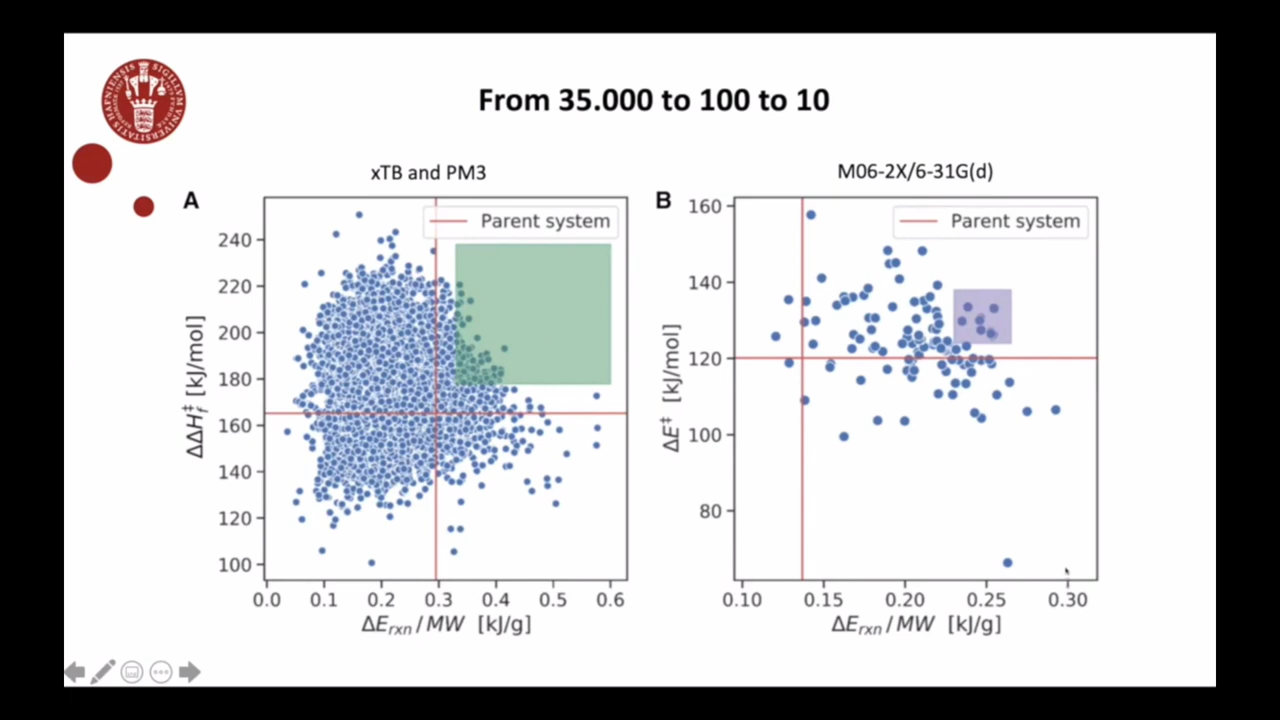 From 35.000 to 100 to 10
xTB and PM3
A
Parent system
240
220
200
180
160
140
120
100
ΔΔH‡f [kJ/mol]
0.0 0.1 0.2 0.3 0.4 0.5 0.6
ΔErxn / MW [kJ/g]
M06-2X/6-31G(d)
B
Parent system
160
140
120
100
80
ΔE‡ [kJ/mol]
0.10 0.15 0.20 0.25 0.30
ΔErxn / MW [kJ/g]